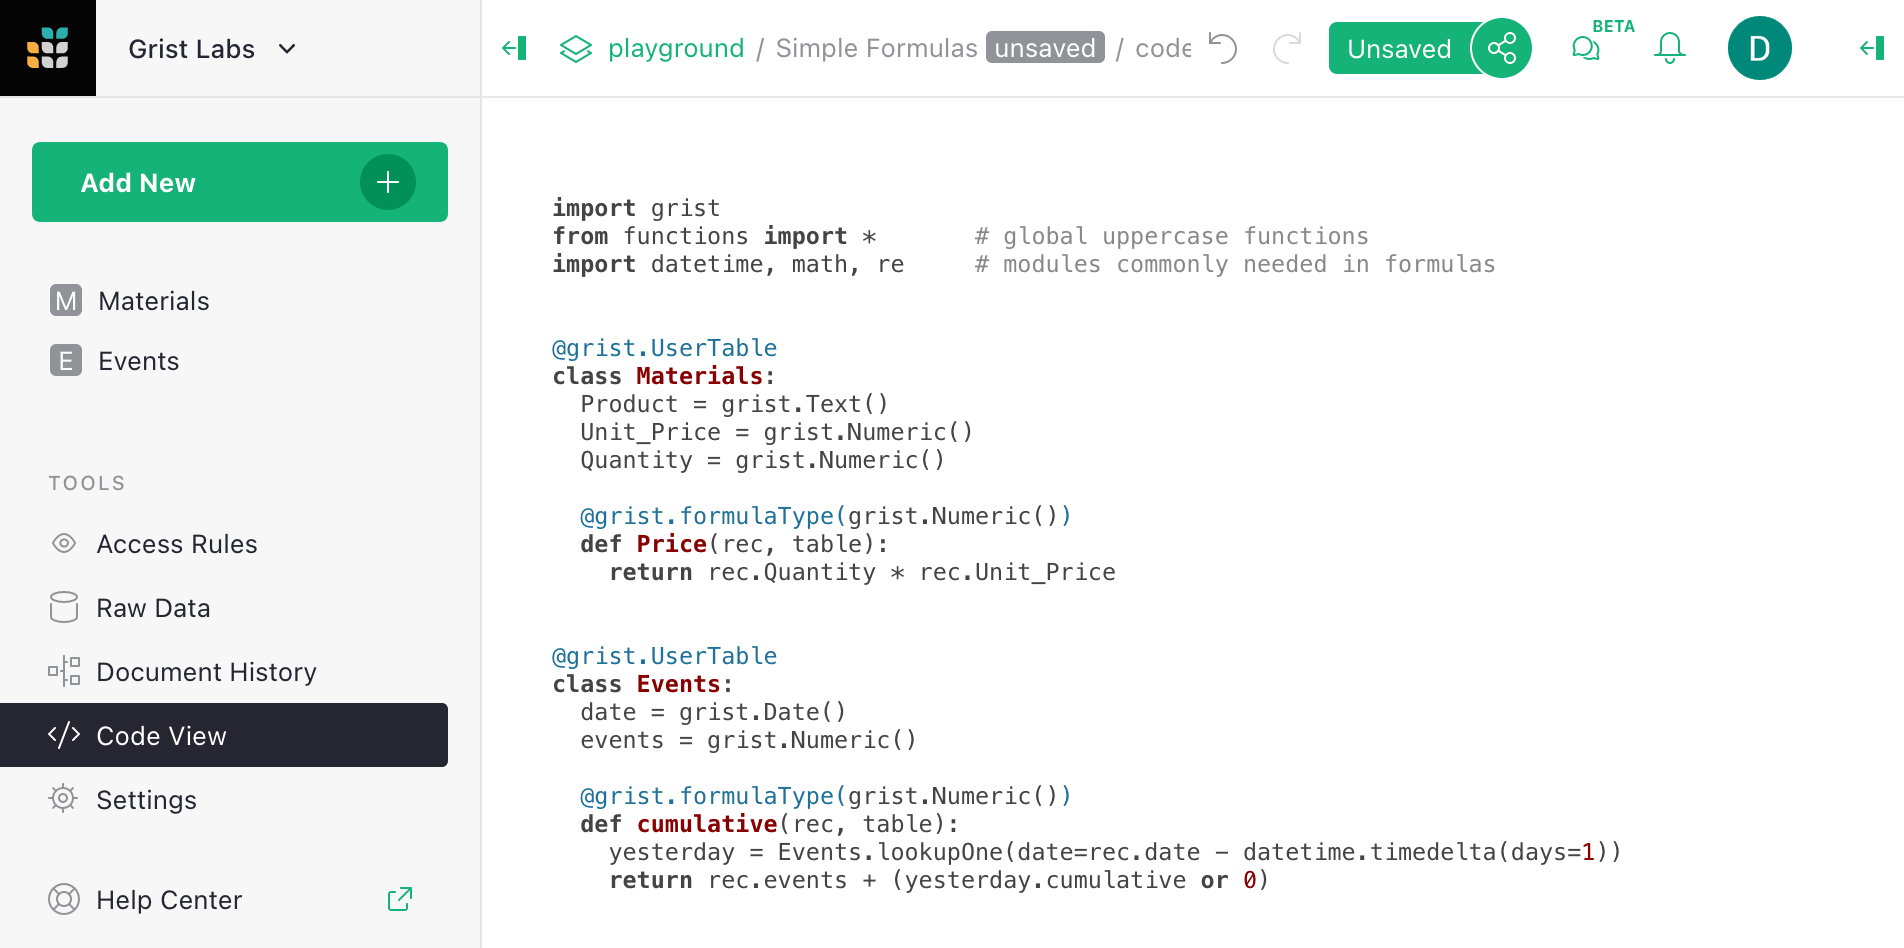 Grist Labs
playground / Simple Formulas unsaved / code
Unsaved
BETA
D
Add New
M Materials
E Events
TOOLS
Access Rules
Raw Data
Document History
</> Code View
Settings
Help Center
import grist
from functions import *       # global uppercase functions
import datetime, math, re     # modules commonly needed in formulas
@grist.UserTable
class Materials:
  Product = grist.Text()
  Unit_Price = grist.Numeric()
  Quantity = grist.Numeric()
  @grist.formulaType(grist.Numeric())
  def Price(rec, table):
    return rec.Quantity * rec.Unit_Price
@grist.UserTable
class Events:
  date = grist.Date()
  events = grist.Numeric()
  @grist.formulaType(grist.Numeric())
  def cumulative(rec, table):
    yesterday = Events.lookupOne(date=rec.date - datetime.timedelta(days=1))
    return rec.events + (yesterday.cumulative or 0)